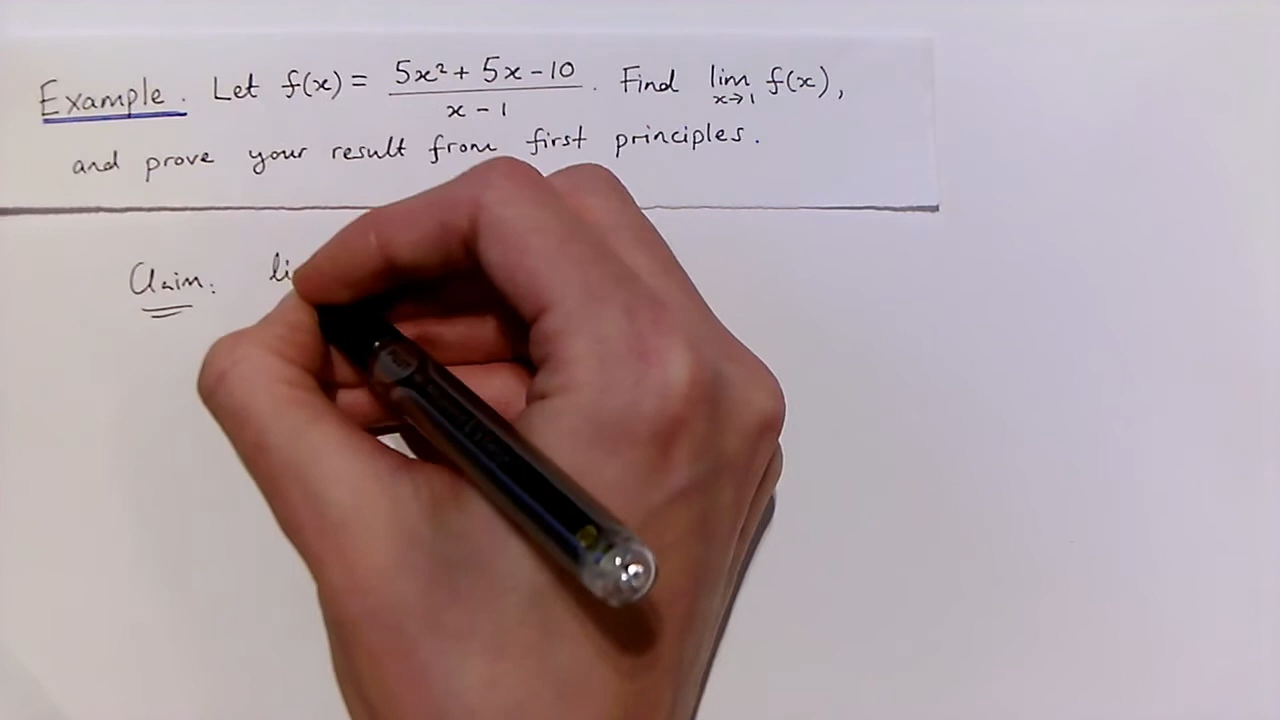 Example. Let f(x) = (5x² + 5x - 10)/(x - 1). Find lim x→1 f(x),
and prove your result from first principles.
Claim: li